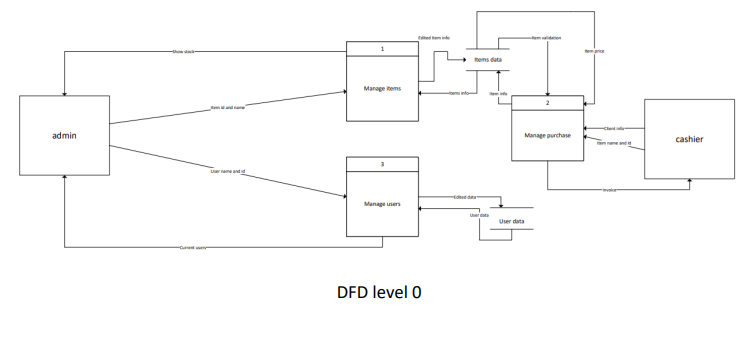 Edited Item info
Item validation
1
Show stock
Item price
Items data
Manage items
Items info
Item info
2
Item id and name
admin
Client info
Manage purchase
cashier
Item name and id
3
User name and id
invoice
Edited data
Manage users
User data
User data
Current users
DFD level 0